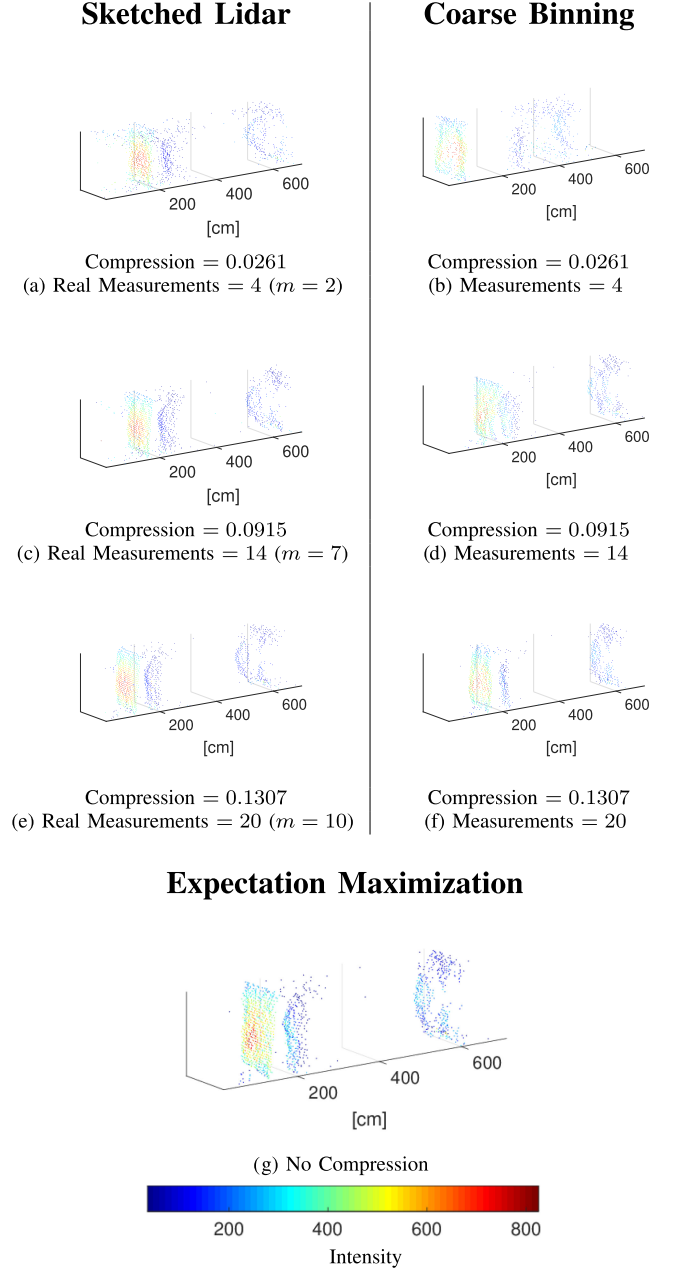 Sketched Lidar
Coarse Binning
200
400
600
[cm]
Compression = 0.0261
(a) Real Measurements = 4 (m = 2)
200
400
600
[cm]
Compression = 0.0261
(b) Measurements = 4
200
400
600
[cm]
Compression = 0.0915
(c) Real Measurements = 14 (m = 7)
200
400
600
[cm]
Compression = 0.0915
(d) Measurements = 14
200
400
600
[cm]
Compression = 0.1307
(e) Real Measurements = 20 (m = 10)
200
400
600
[cm]
Compression = 0.1307
(f) Measurements = 20
Expectation Maximization
200
400
600
[cm]
(g) No Compression
200 400 600 800
Intensity